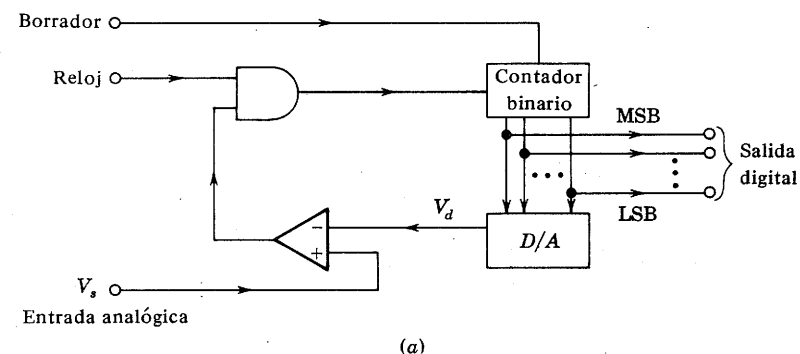 Borrador
Reloj
Contador
binario
MSB
Salida
digital
LSB
D/A
V_d
−
+
V_s
Entrada analógica
(a)